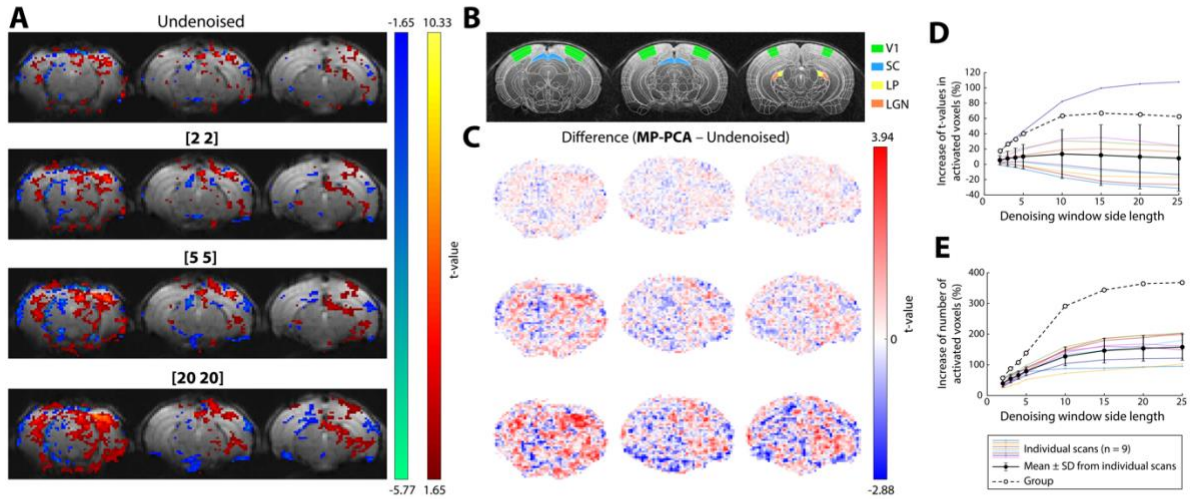 A
Undenoised
[2 2]
[5 5]
[20 20]
-1.65
10.33
t-value
-5.77
1.65
B
V1
SC
LP
LGN
C
Difference (MP-PCA – Undenoised)
3.94
t-value
0
-2.88
D
Increase of t-values in
activated voxels (%)
120
100
80
60
40
20
0
-20
-40
0 5 10 15 20 25
Denoising window side length
E
Increase of number of
activated voxels (%)
400
300
200
100
0
0 5 10 15 20 25
Denoising window side length
Individual scans (n = 9)
Mean ± SD from individual scans
Group